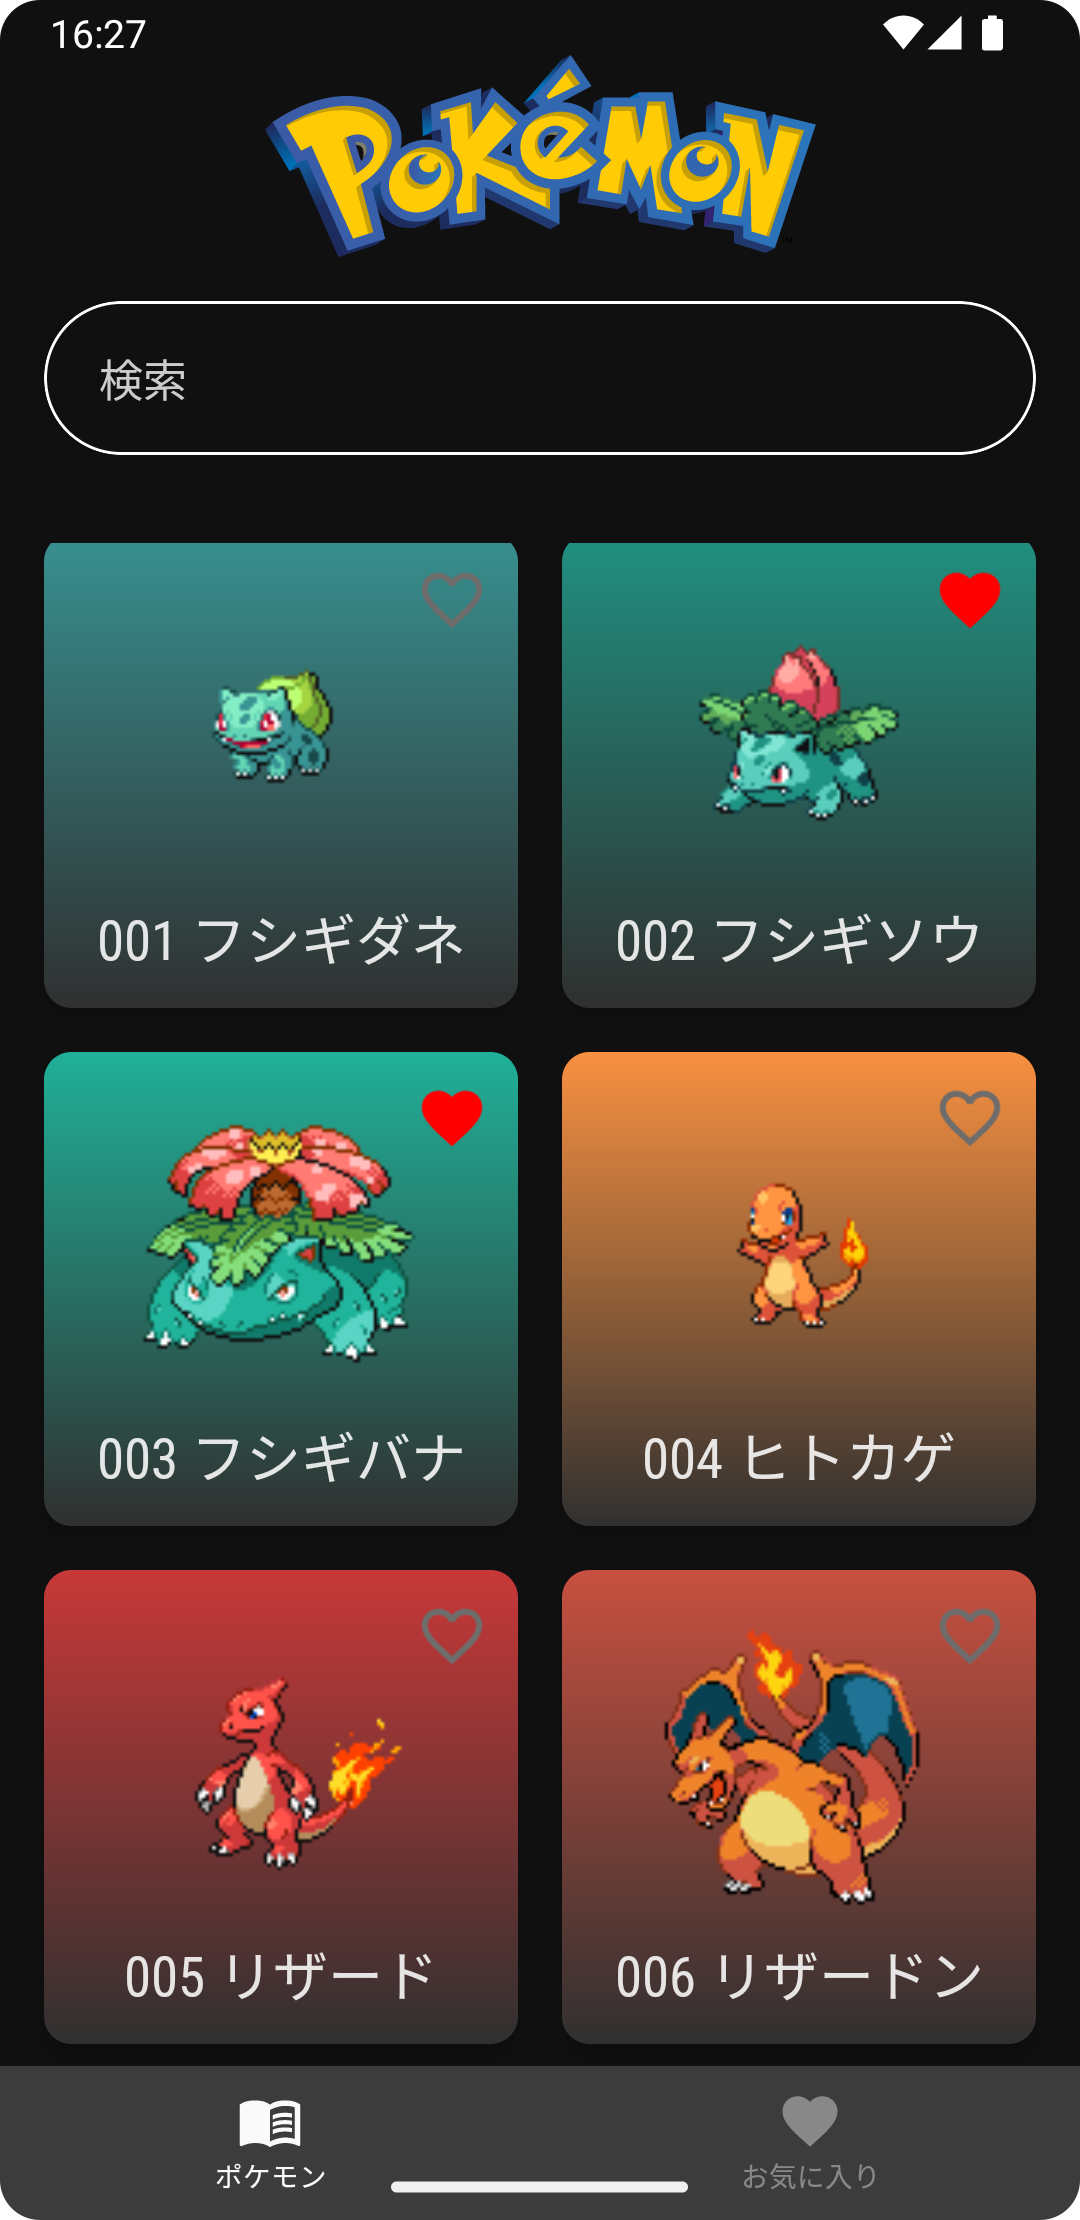 16:27
Pokémon
検索
001 フシギダネ
002 フシギソウ
003 フシギバナ
004 ヒトカゲ
005 リザード
006 リザードン
ポケモン
お気に入り